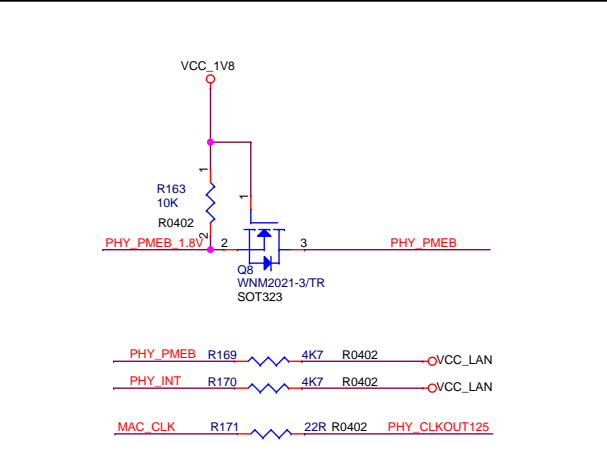 VCC_1V8
1
R163
10K
R0402
2
1
PHY_PMEB_1.8V
2
3
PHY_PMEB
Q8
WNM2021-3/TR
SOT323
PHY_PMEB R169 4K7 R0402 VCC_LAN
PHY_INT R170 4K7 R0402 VCC_LAN
MAC_CLK R171 22R R0402 PHY_CLKOUT125